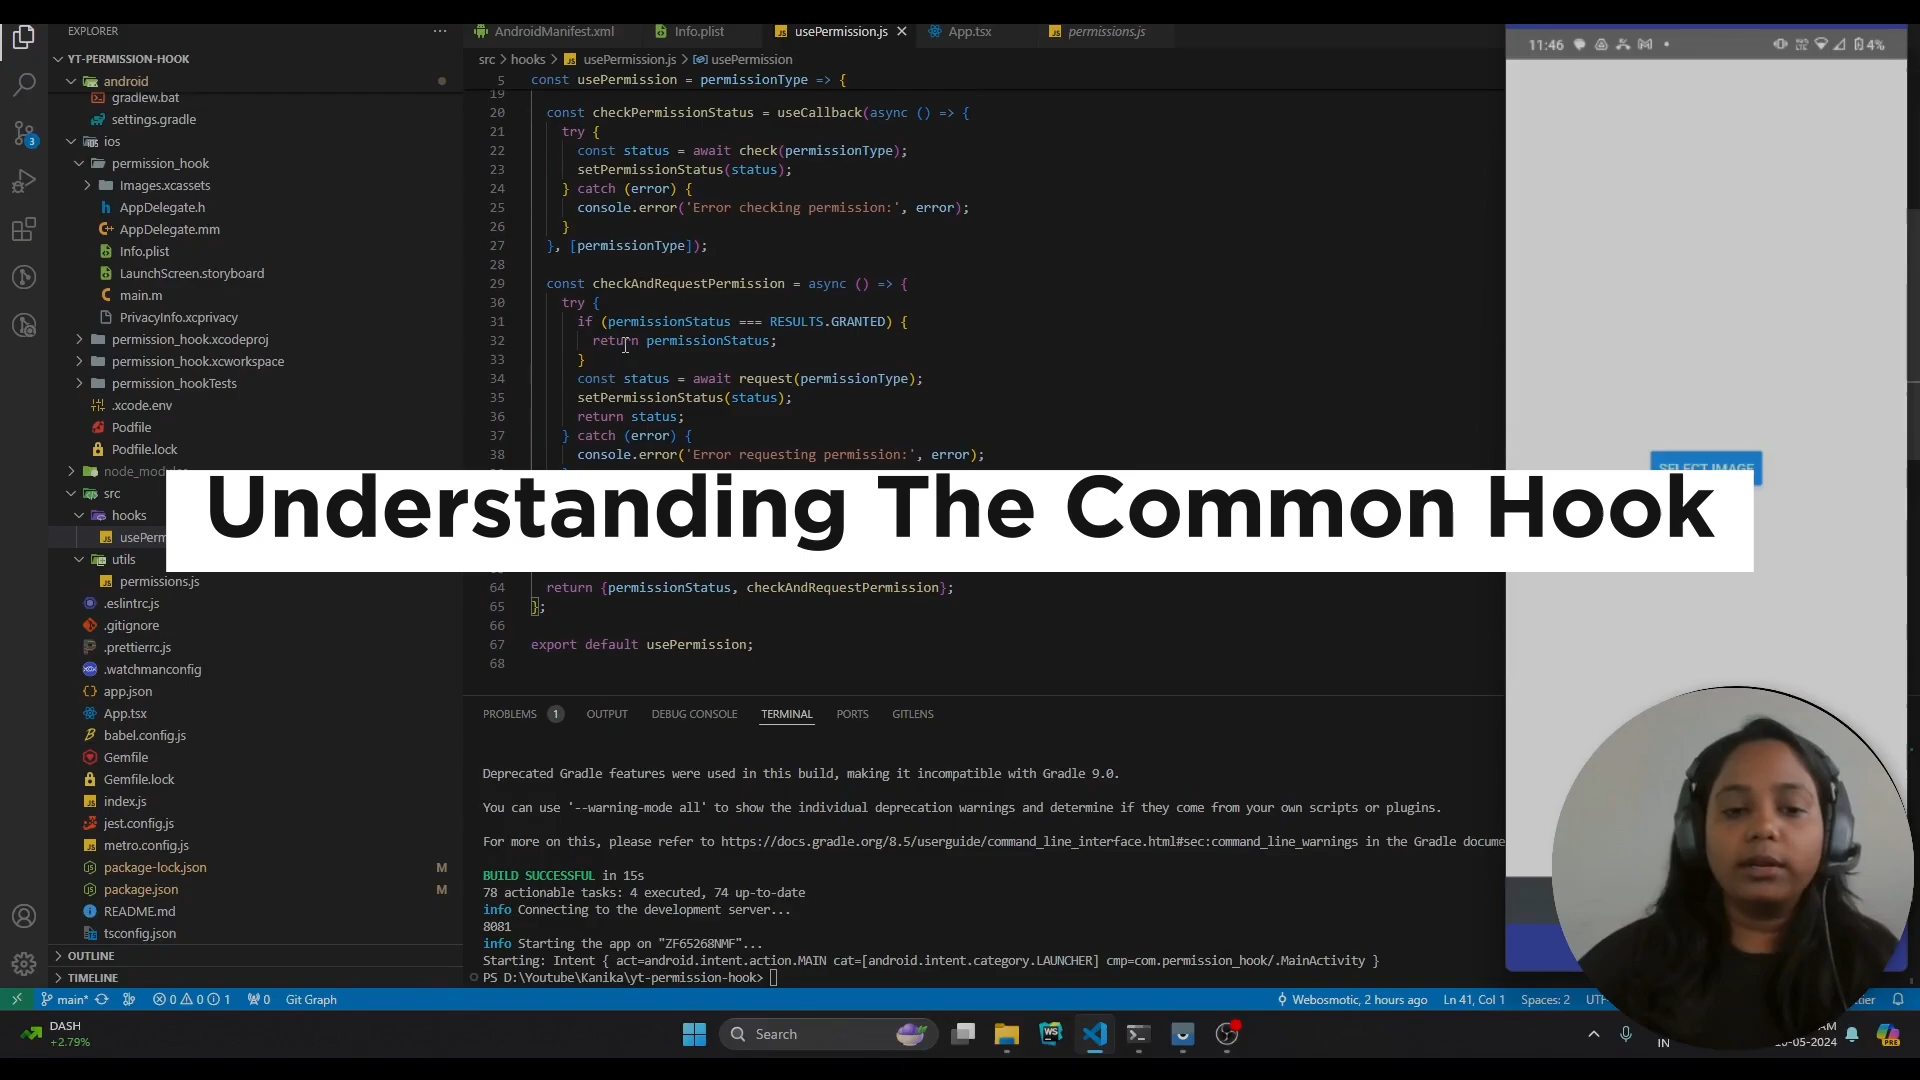 EXPLORER
YT-PERMISSION-HOOK
android
gradlew.bat
settings.gradle
ios
permission_hook
Images.xcassets
AppDelegate.h
AppDelegate.mm
Info.plist
LaunchScreen.storyboard
main.m
PrivacyInfo.xcprivacy
permission_hook.xcodeproj
permission_hook.xcworkspace
permission_hookTests
.xcode.env
Podfile
Podfile.lock
src
hooks
utils
permissions.js
.eslintrc.js
.gitignore
.prettierrc.js
.watchmanconfig
app.json
App.tsx
babel.config.js
Gemfile
Gemfile.lock
index.js
jest.config.js
metro.config.js
package-lock.json M
package.json M
README.md
tsconfig.json
OUTLINE
TIMELINE
3
AndroidManifest.xml Info.plist JS usePermission.js App.tsx JS permissions.js
src > hooks > JS usePermission.js > usePermission
5 const usePermission = permissionType => {
19
20 const checkPermissionStatus = useCallback(async () => {
21 try {
22 const status = await check(permissionType);
23 setPermissionStatus(status);
24 } catch (error) {
25 console.error('Error checking permission:', error);
26 }
27 }, [permissionType]);
28
29 const checkAndRequestPermission = async () => {
30 try {
31 if (permissionStatus === RESULTS.GRANTED) {
32 return permissionStatus;
33 }
34 const status = await request(permissionType);
35 setPermissionStatus(status);
36 return status;
37 } catch (error) {
38 console.error('Error requesting permission:', error);
Understanding The Common Hook
64 return {permissionStatus, checkAndRequestPermission};
65 };
66
67 export default usePermission;
68
PROBLEMS 1 OUTPUT DEBUG CONSOLE TERMINAL PORTS GITLENS
Deprecated Gradle features were used in this build, making it incompatible with Gradle 9.0.
You can use '--warning-mode all' to show the individual deprecation warnings and determine if they come from your own scripts or plugins.
For more on this, please refer to https://docs.gradle.org/8.5/userguide/command_line_interface.html#sec:command_line_warnings in the Gradle docume
BUILD SUCCESSFUL in 15s
78 actionable tasks: 4 executed, 74 up-to-date
info Connecting to the development server...
8081
info Starting the app on "ZF65268NMF"...
Starting: Intent { act=android.intent.action.MAIN cat=[android.intent.category.LAUNCHER] cmp=com.permission_hook/.MainActivity }
PS D:\Youtube\Kanika\yt-permission-hook>
11:46 4%
SELECT IMAGE
main* 0 0 1 0 Git Graph
Webosmotic, 2 hours ago Ln 41, Col 1 Spaces: 2
DASH
+2.79%
Search
WS
IN
PRE